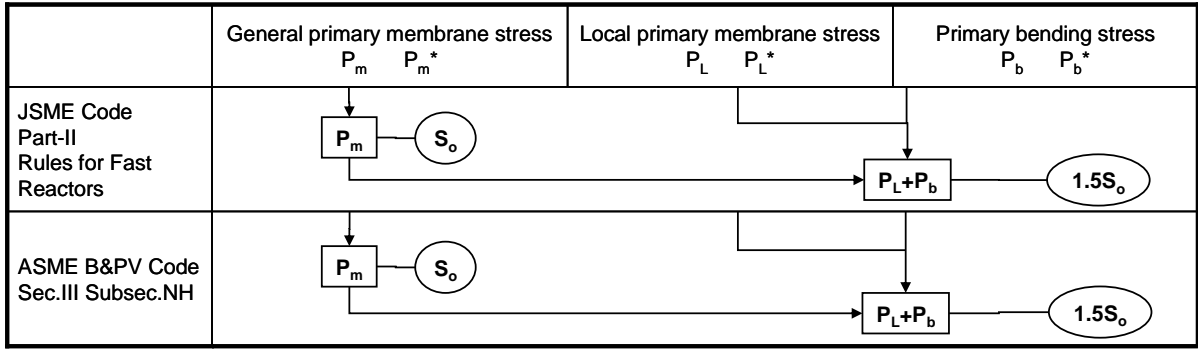 General primary membrane stress
Pm Pm*
Local primary membrane stress
PL PL*
Primary bending stress
Pb Pb*
JSME Code
Part-II
Rules for Fast
Reactors
Pm
So
PL+Pb
1.5So
ASME B&PV Code
Sec.III Subsec.NH
Pm
So
PL+Pb
1.5So